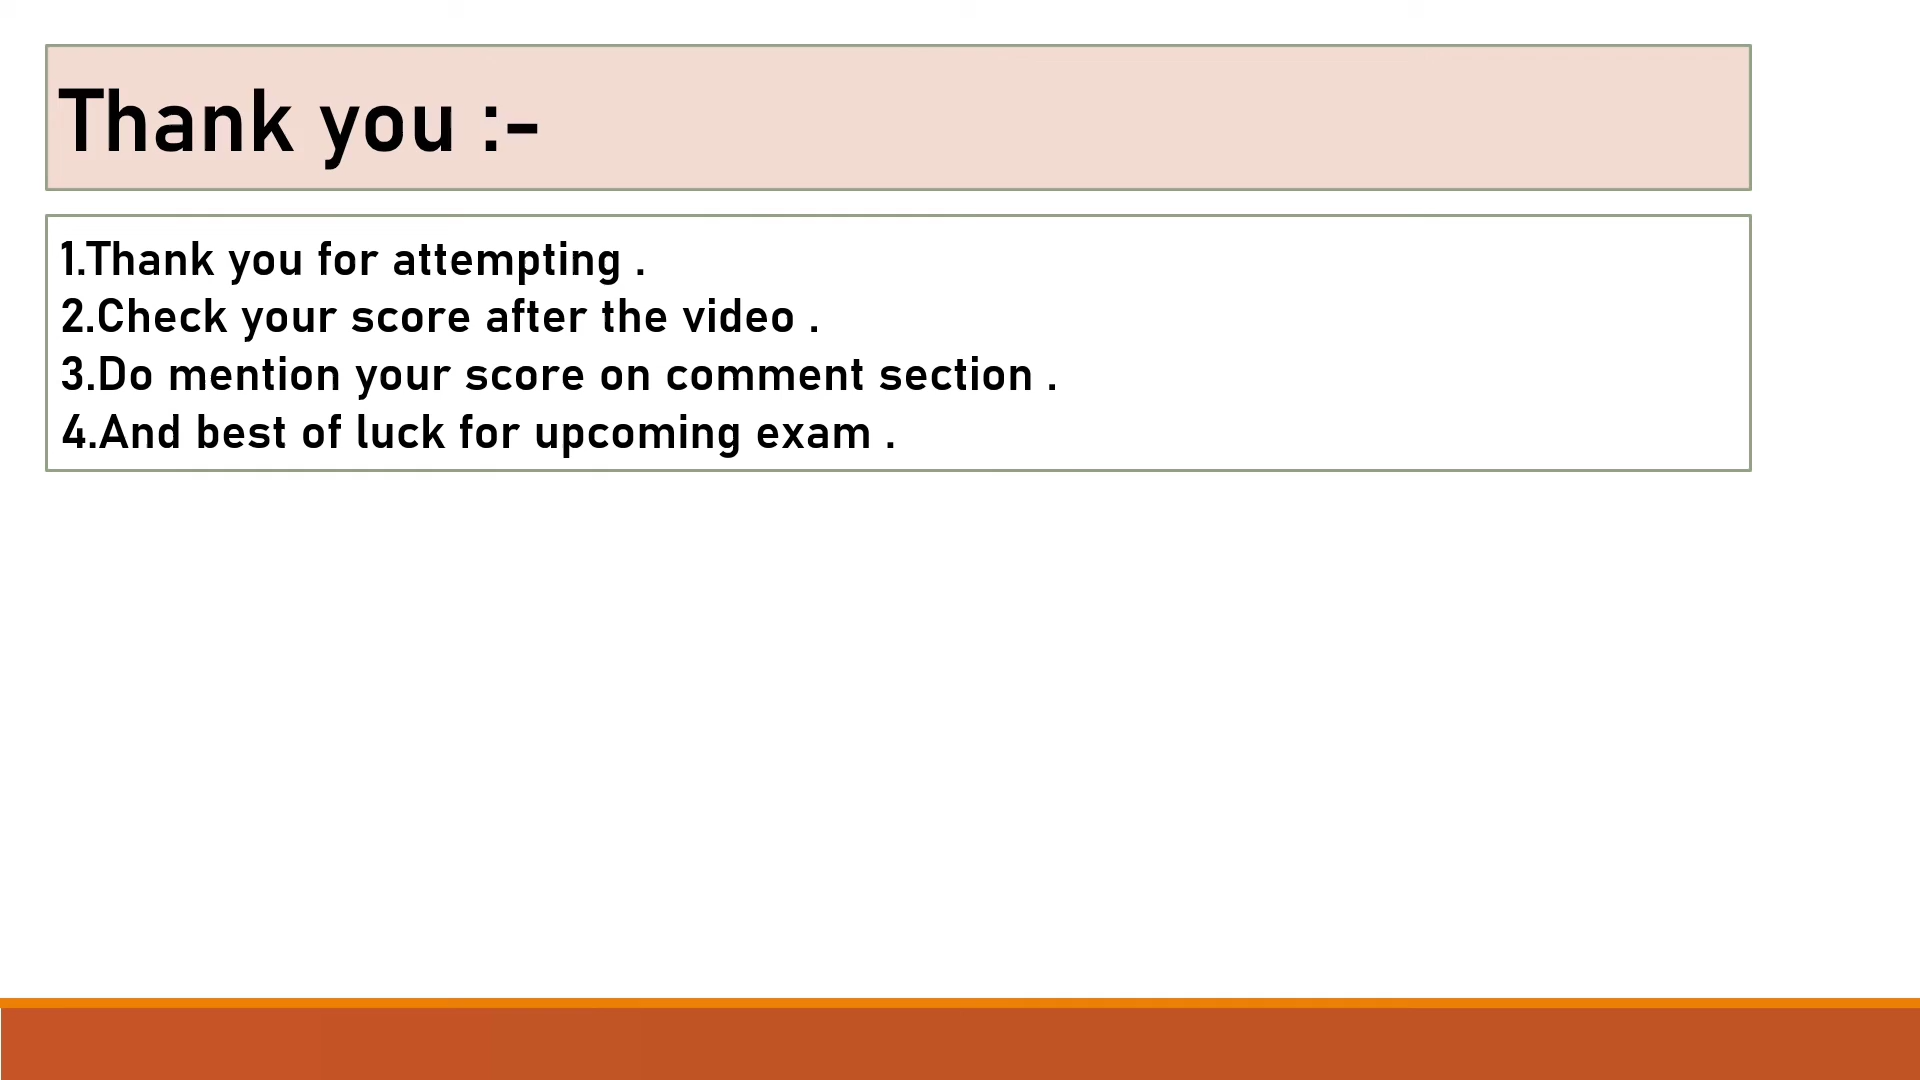 Thank you :-
1.Thank you for attempting .
2.Check your score after the video .
3.Do mention your score on comment section .
4.And best of luck for upcoming exam .